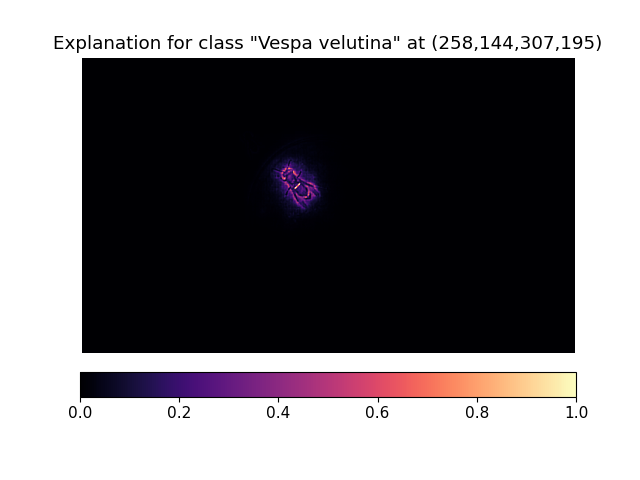 Explanation for class "Vespa velutina" at (258,144,307,195)
0.0 0.2 0.4 0.6 0.8 1.0